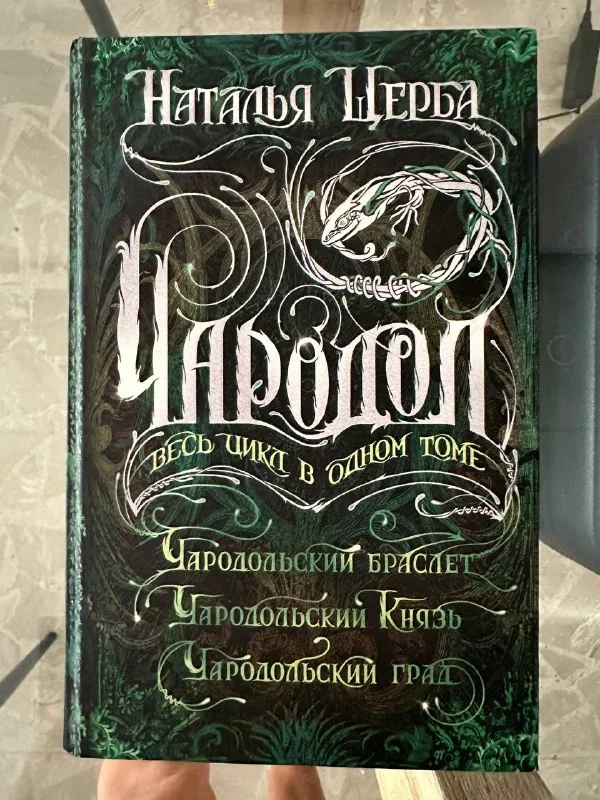 Наталья Щерба
Чародол
весь цикл в одном томе
Чародольский браслет
Чародольский Князь
Чародольский град